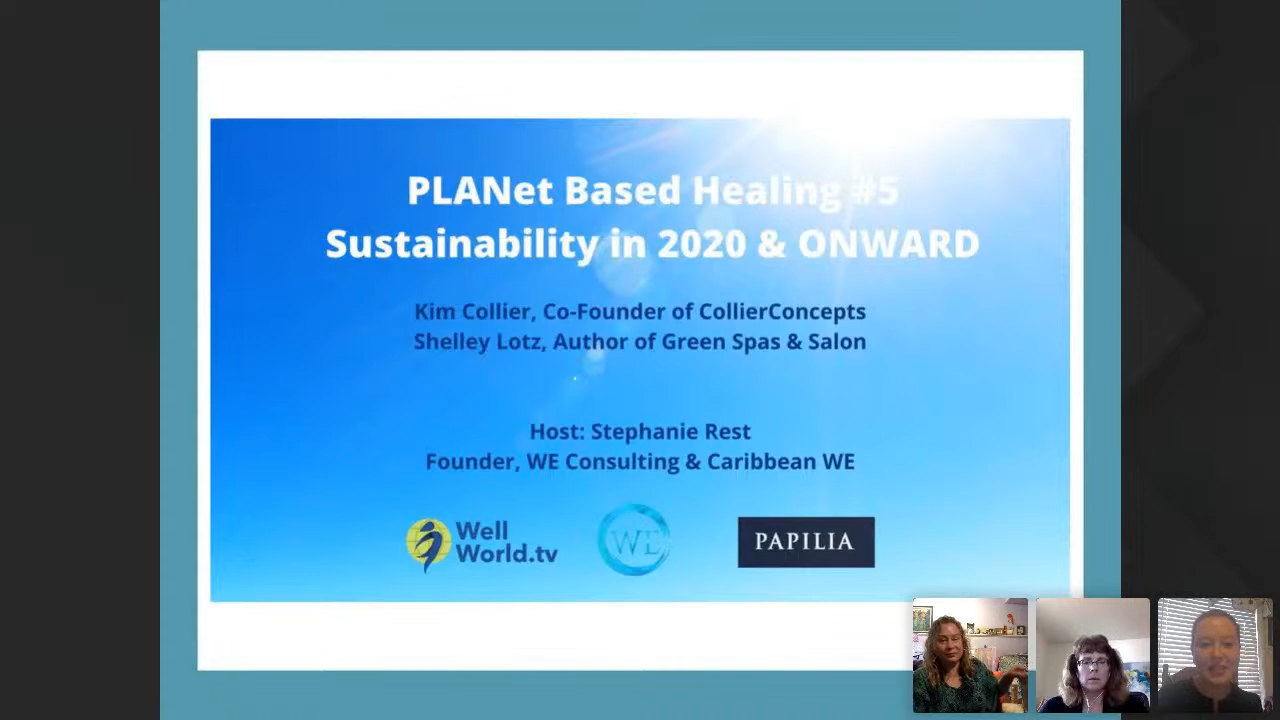 PLANet Based Healing #5
Sustainability in 2020 & ONWARD
Kim Collier, Co-Founder of CollierConcepts
Shelley Lotz, Author of Green Spas & Salon
Host: Stephanie Rest
Founder, WE Consulting & Caribbean WE
Well
World.tv
WE
PAPILIA